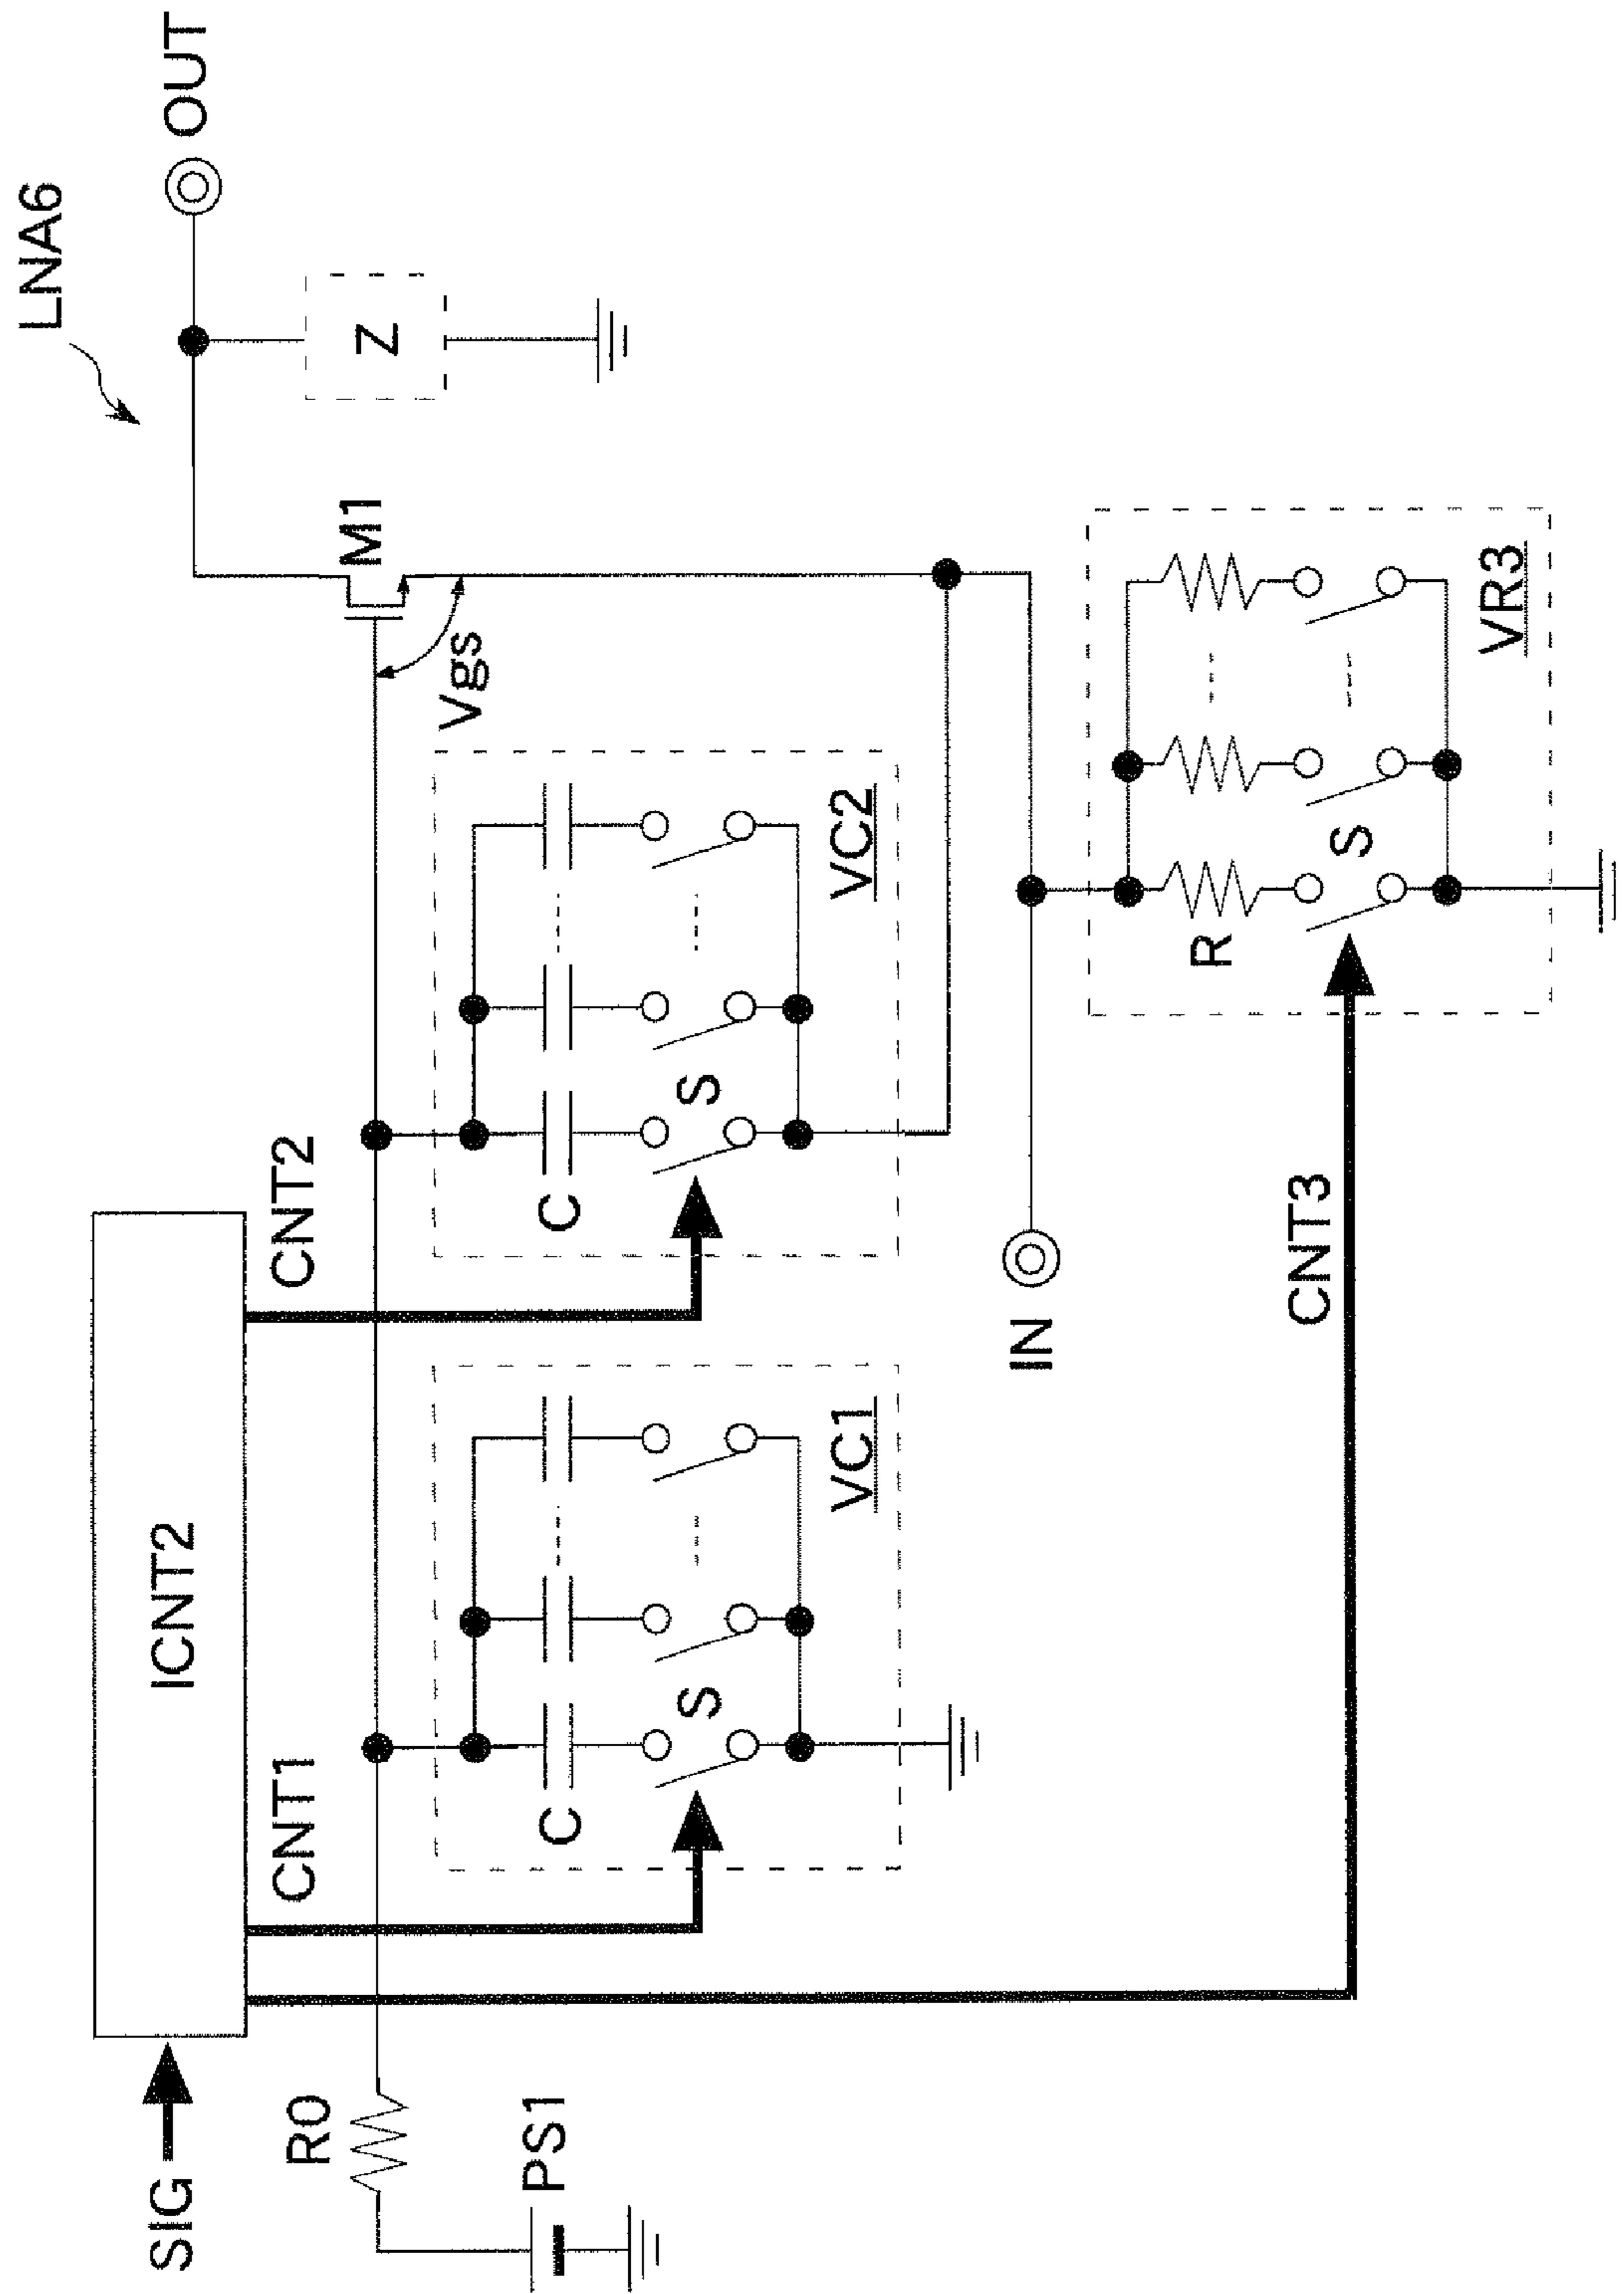 LNA6
OUT
SIG
ICNT2
CNT1
CNT2
R0
PS1
M1
Z
Vgs
C
S
VC1
C
S
VC2
IN
CNT3
R
S
VR3